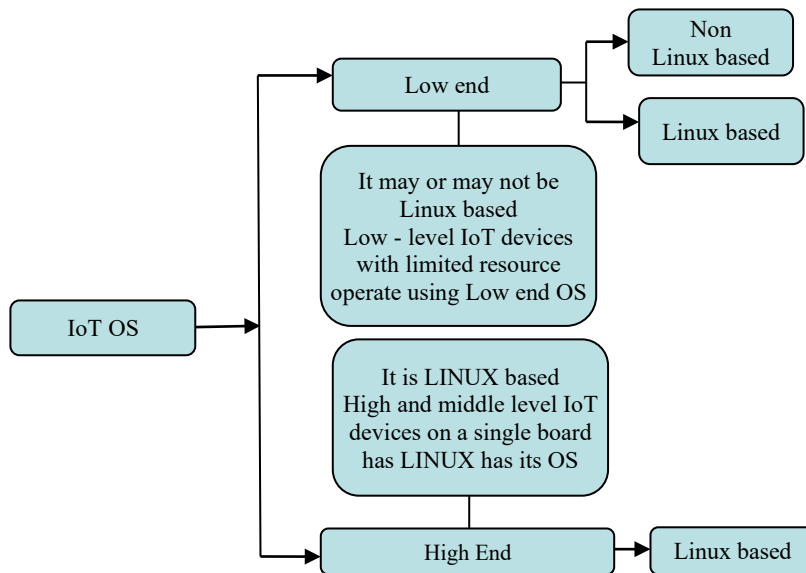 Non
Linux based
Low end
Linux based
It may or may not be
Linux based
Low - level IoT devices
with limited resource
operate using Low end OS
IoT OS
It is LINUX based
High and middle level IoT
devices on a single board
has LINUX has its OS
High End
Linux based